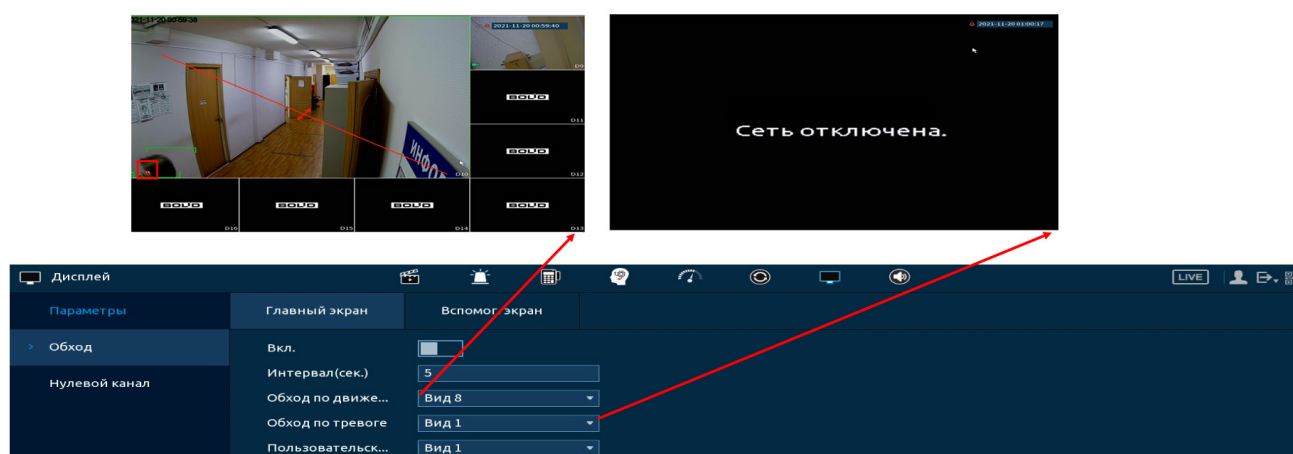 2021-11-20 00:59:38
2021-11-20 00:59:40
D9
BOLID
D11
ИНФО
D10
BOLID
D12
BOLID
D16
BOLID
D15
BOLID
D14
BOLID
D13
2021-11-20 01:00:17
Сеть отключена.
Дисплей
LIVE
Параметры
Главный экран
Вспомог. экран
Обход
Вкл.
Интервал(сек.)
5
Обход по движе...
Вид 8
Нулевой канал
Обход по тревоге
Вид 1
Пользовательск...
Вид 1